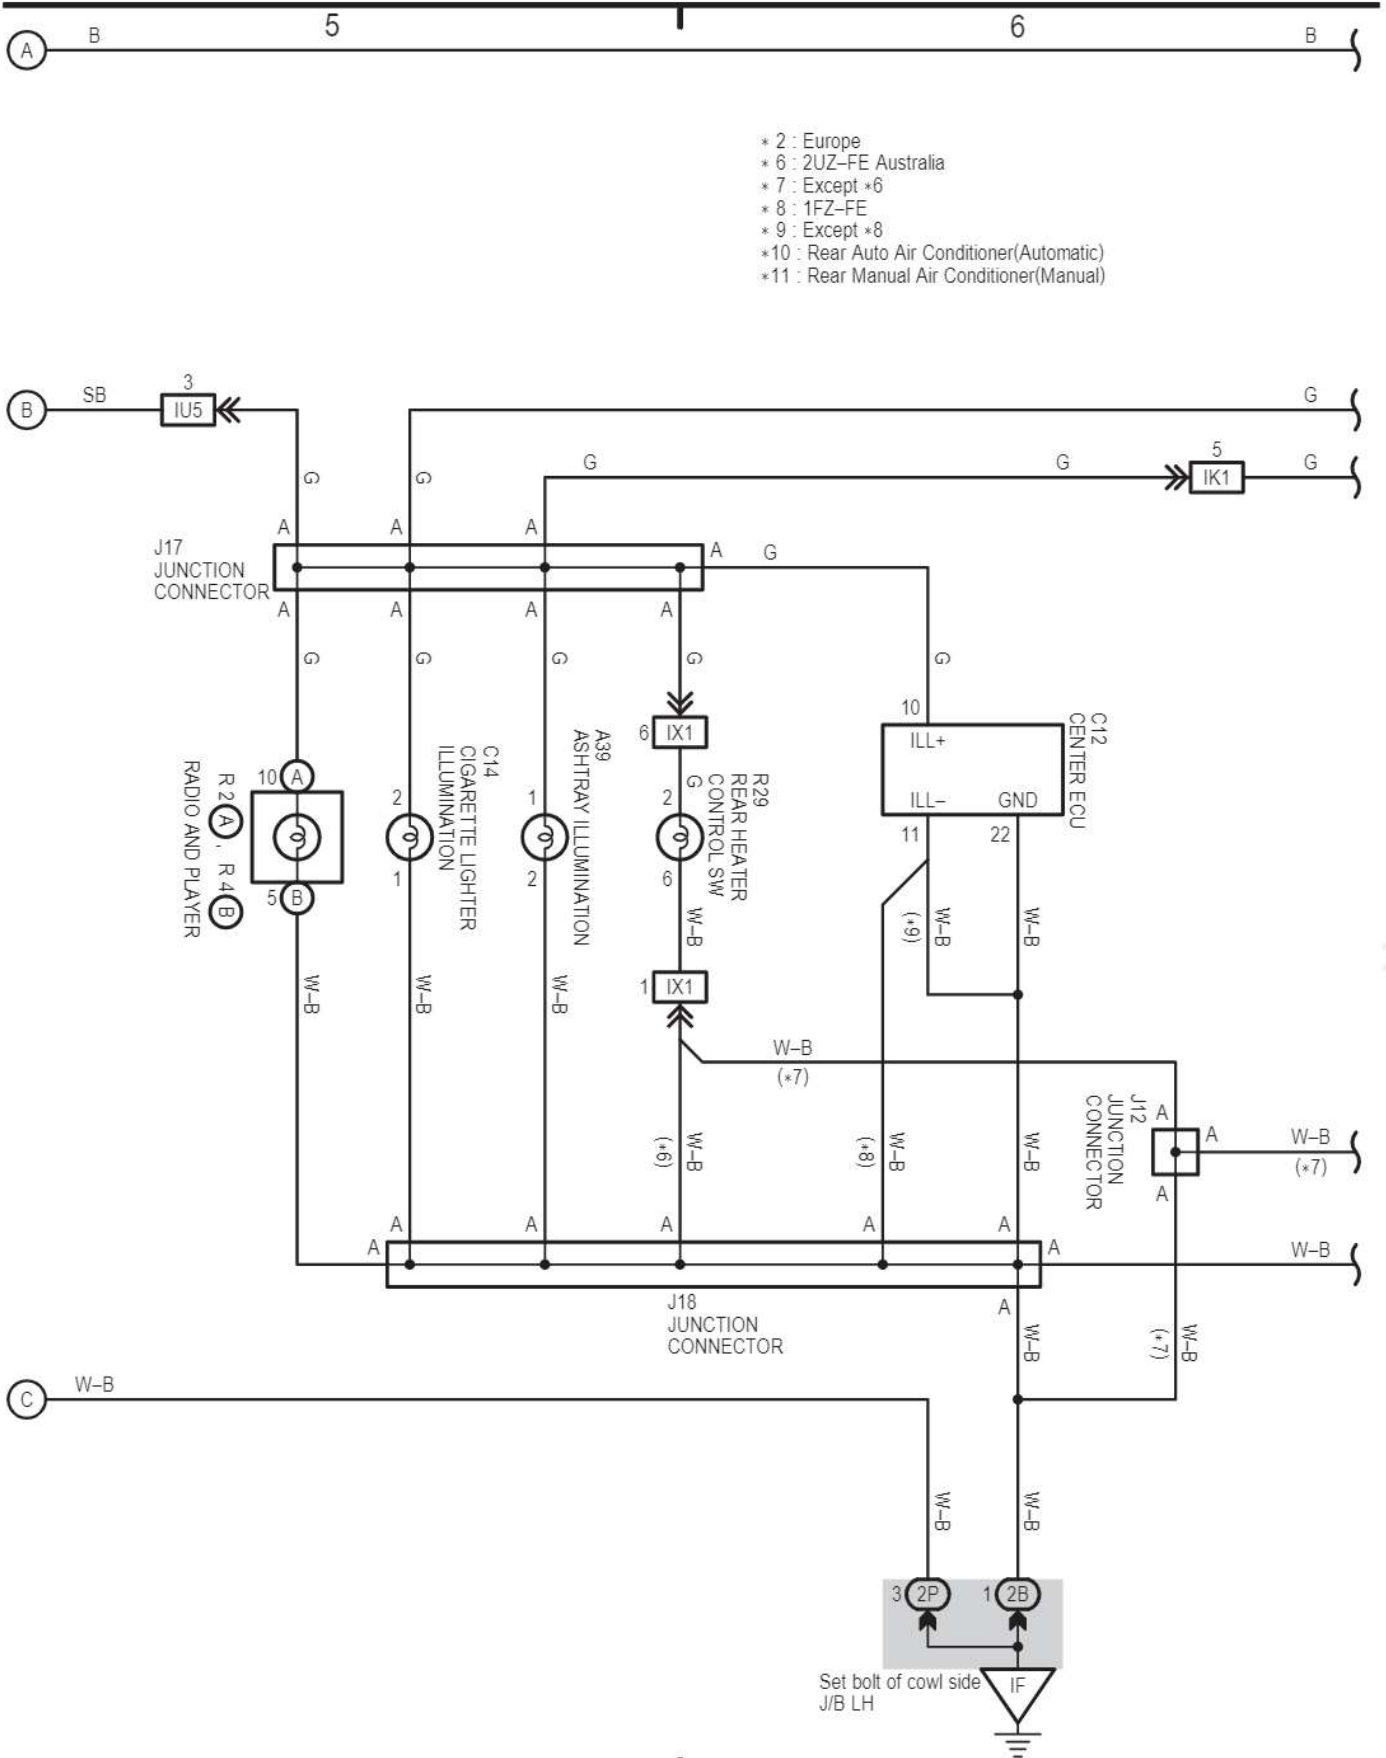 5
6
A
B
B
* 2 : Europe
* 6 : 2UZ–FE Australia
* 7 : Except *6
* 8 : 1FZ–FE
* 9 : Except *8
*10 : Rear Auto Air Conditioner(Automatic)
*11 : Rear Manual Air Conditioner(Manual)
B
SB
3
IU5
G
G
G
5
IK1
G
G
G
A
A
A
J17
JUNCTION
CONNECTOR
A
G
A
A
A
A
G
G
G
G
G
10
ILL+
ILL–
GND
C12
CENTER ECU
11
22
6
IX1
G
R29
REAR HEATER
CONTROL SW
2
6
A39
ASHTRAY ILLUMINATION
1
2
C14
CIGARETTE LIGHTER
ILLUMINATION
2
1
10
A
5
B
R 2 A , R 4 B
RADIO AND PLAYER
W–B
W–B
(*9)
W–B
W–B
W–B
W–B
1
IX1
W–B
(*7)
J12
JUNCTION
CONNECTOR
A
A
W–B
(*7)
A
W–B
(*6)
W–B
(*8)
W–B
A
A
A
A
A
A
A
W–B
J18
JUNCTION
CONNECTOR
A
W–B
W–B
(*7)
C
W–B
W–B
W–B
3
2P
1
2B
Set bolt of cowl side
J/B LH
IF